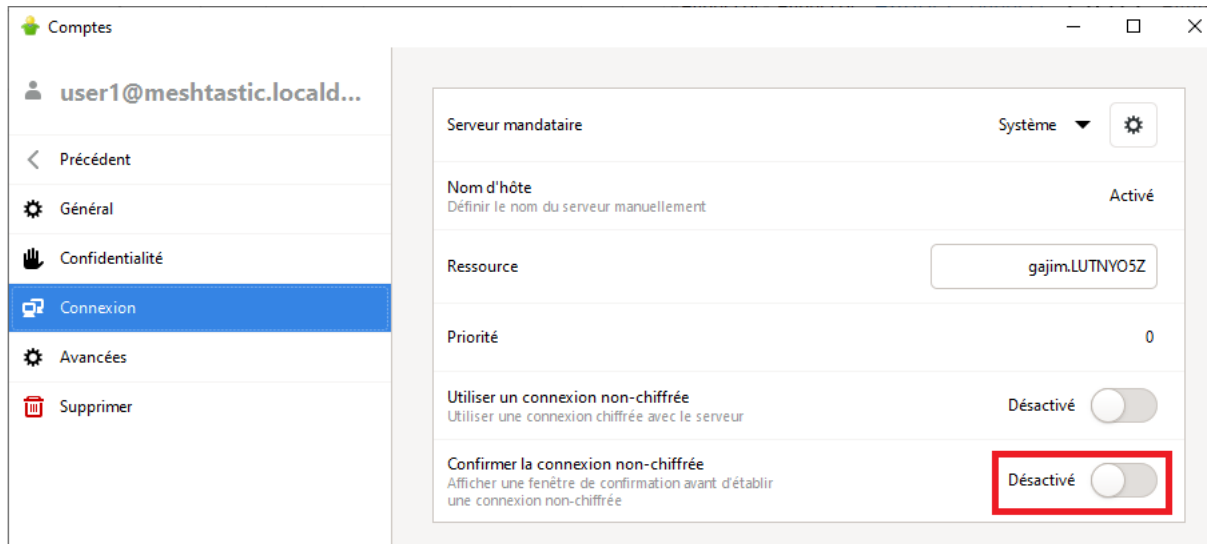 Comptes
user1@meshtastic.locald...
Précédent
Général
Confidentialité
Connexion
Avancées
Supprimer
Serveur mandataire
Système
Nom d'hôte
Activé
Définir le nom du serveur manuellement
Ressource
gajim.LUTNYO5Z
Priorité
0
Utiliser un connexion non-chiffrée
Désactivé
Utiliser une connexion chiffrée avec le serveur
Confirmer la connexion non-chiffrée
Désactivé
Afficher une fenêtre de confirmation avant d'établir
une connexion non-chiffrée